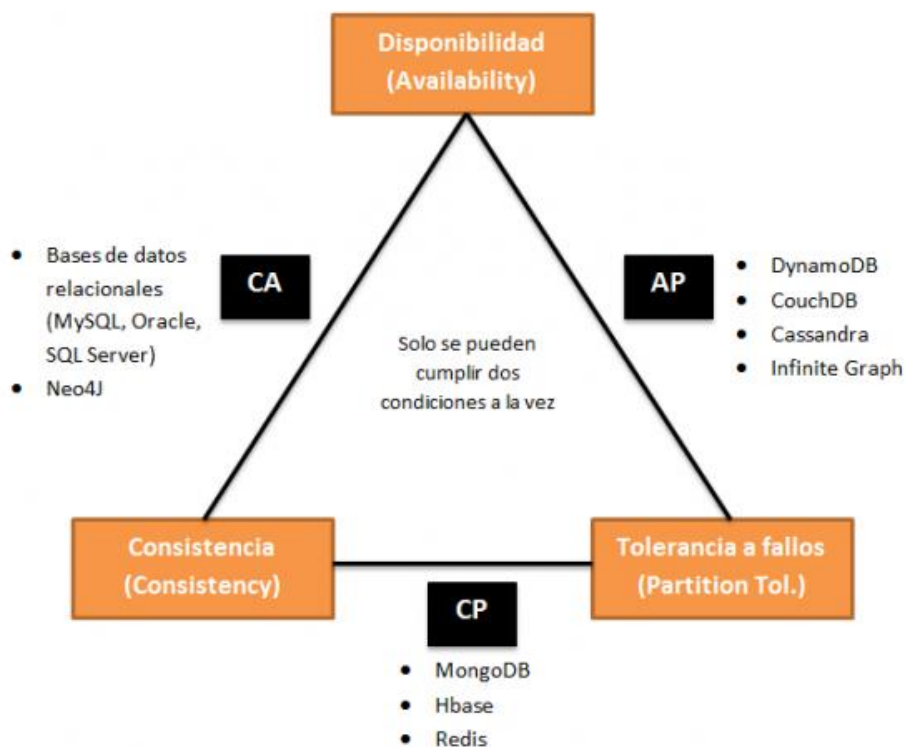 Disponibilidad
(Availability)
• Bases de datos
relacionales
(MySQL, Oracle,
SQL Server)
• Neo4J
CA
Solo se pueden
cumplir dos
condiciones a la vez
AP
• DynamoDB
• CouchDB
• Cassandra
• Infinite Graph
Consistencia
(Consistency)
Tolerancia a fallos
(Partition Tol.)
CP
• MongoDB
• Hbase
• Redis